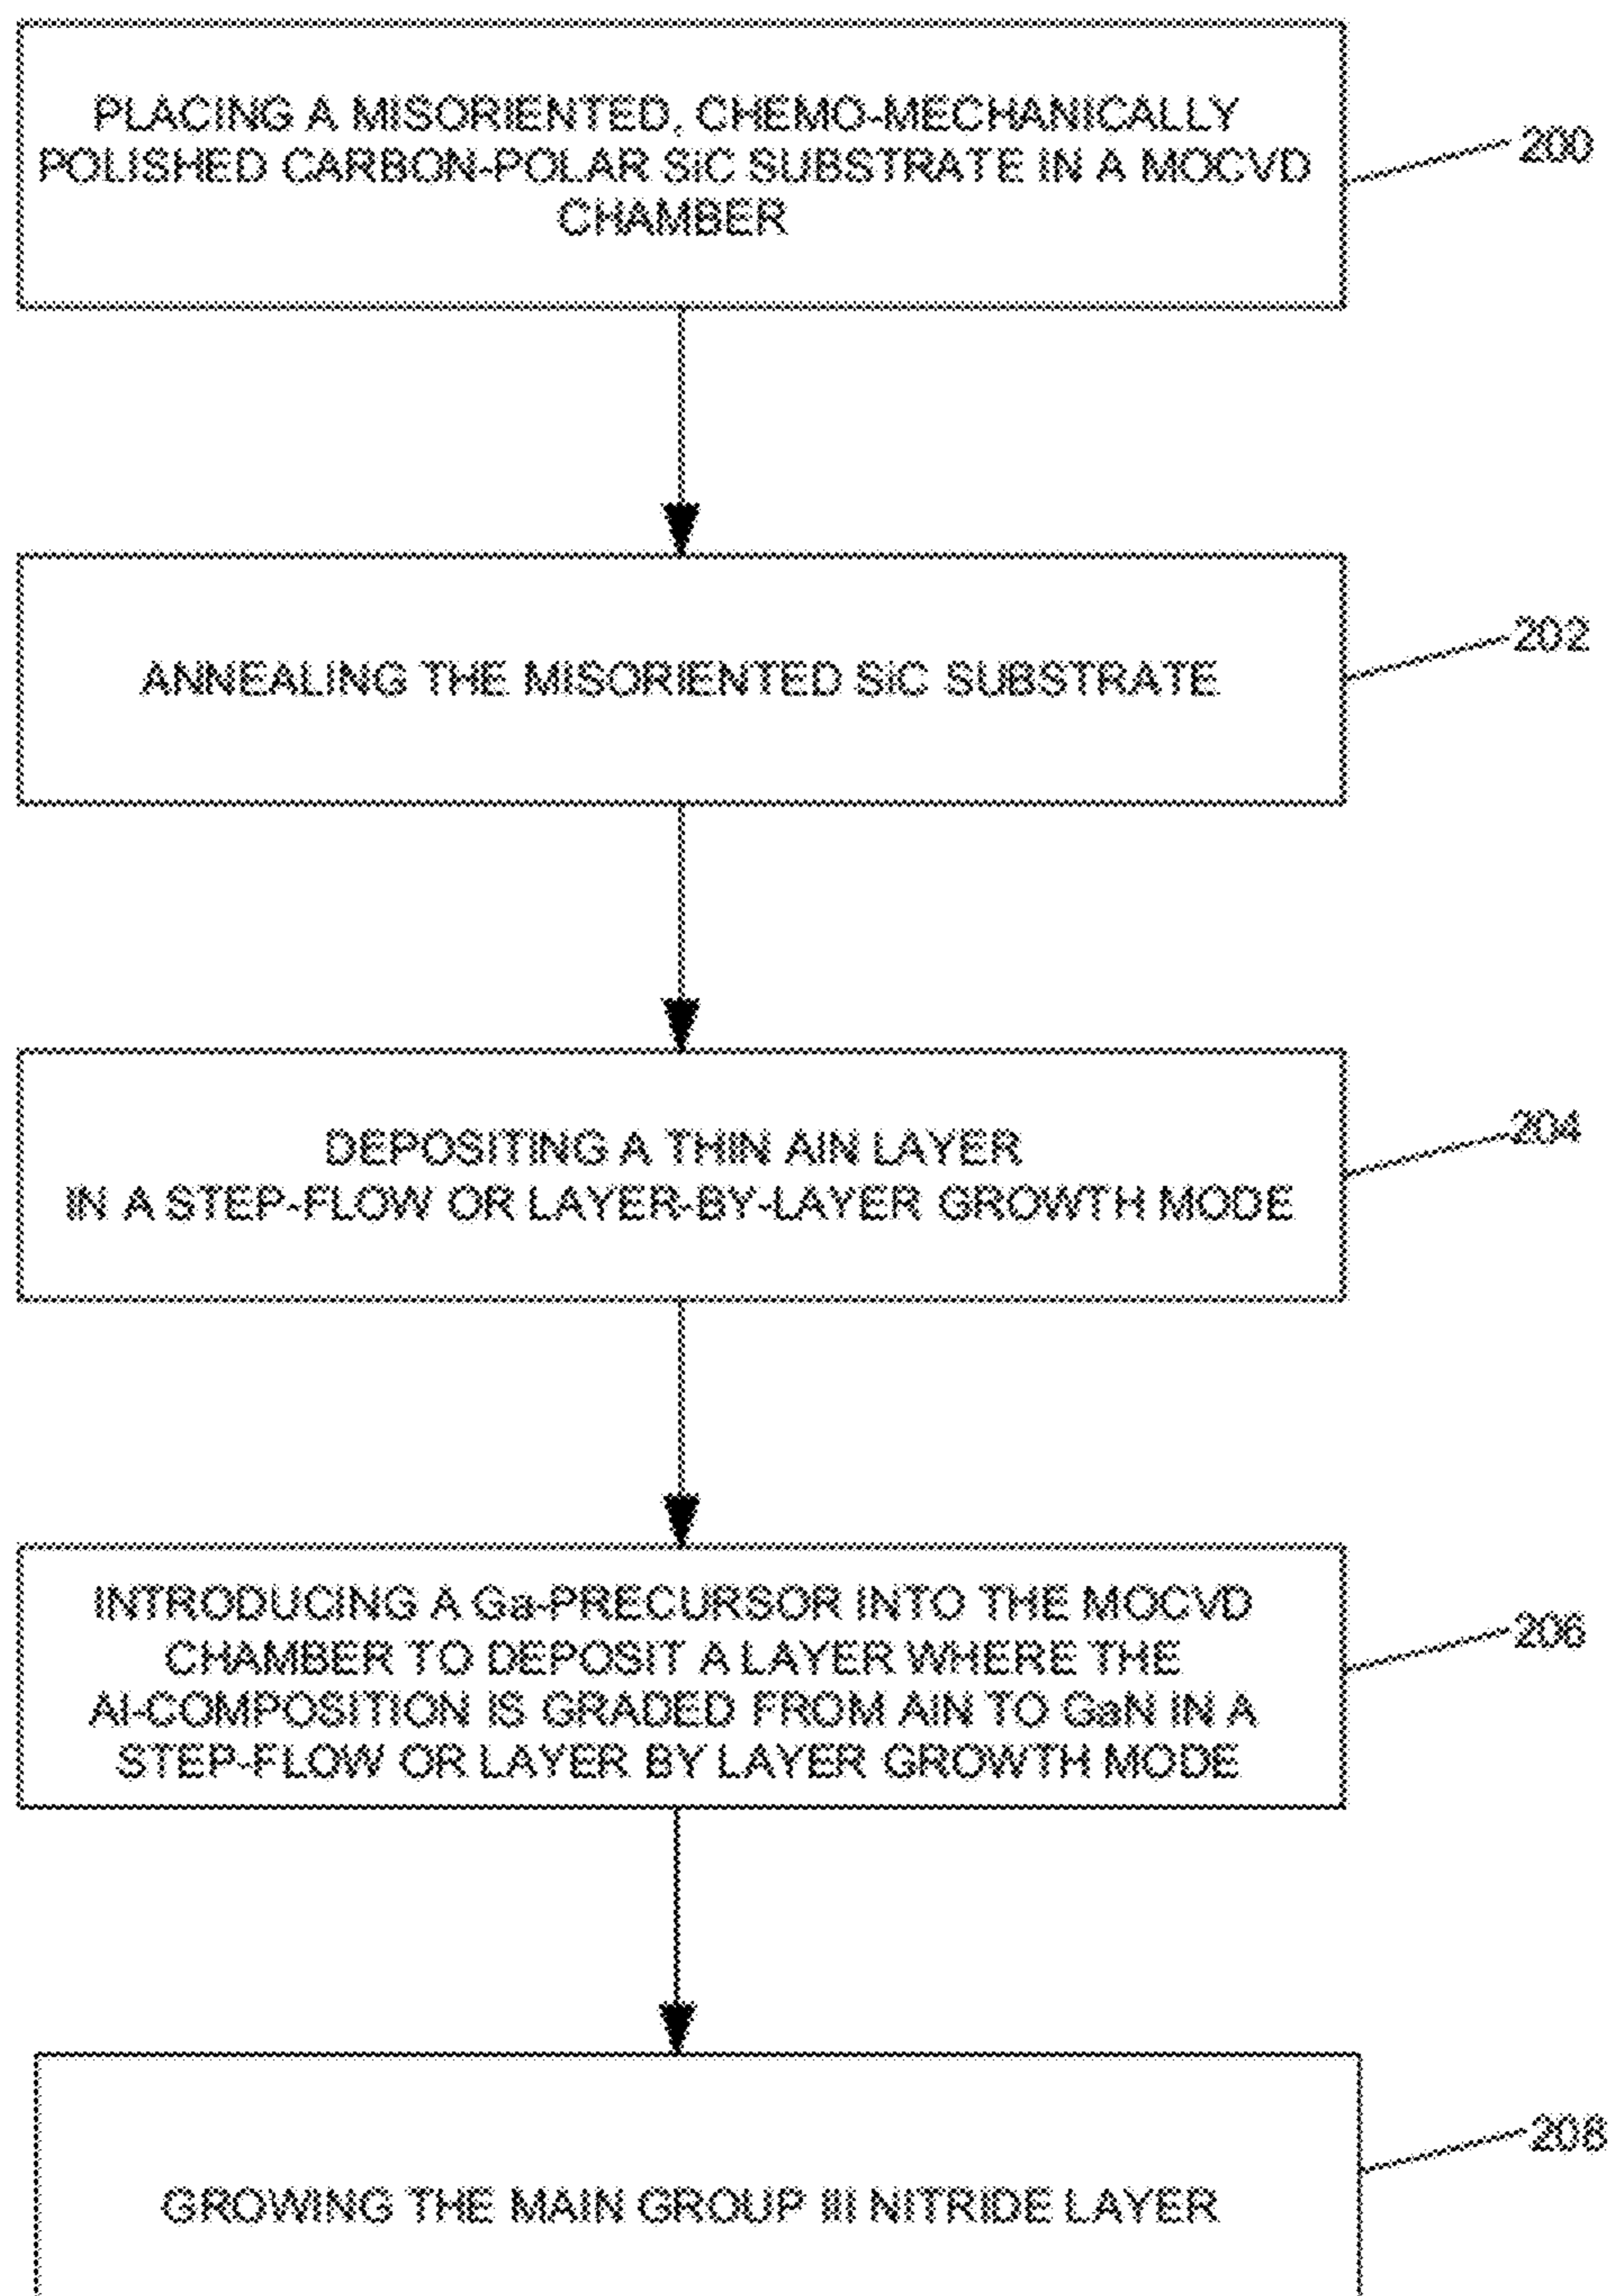 PLACING A MISORIENTED, CHEMO-MECHANICALLY
POLISHED CARBON-POLAR SiC SUBSTRATE IN A MOCVD
CHAMBER
200
ANNEALING THE MISORIENTED SiC SUBSTRATE
202
DEPOSITING A THIN AlN LAYER
IN A STEP-FLOW OR LAYER-BY-LAYER GROWTH MODE
204
INTRODUCING A Ga-PRECURSOR INTO THE MOCVD
CHAMBER TO DEPOSIT A LAYER WHERE THE
Al-COMPOSITION IS GRADED FROM AlN TO GaN IN A
STEP-FLOW OR LAYER BY LAYER GROWTH MODE
206
GROWING THE MAIN GROUP III NITRIDE LAYER
208